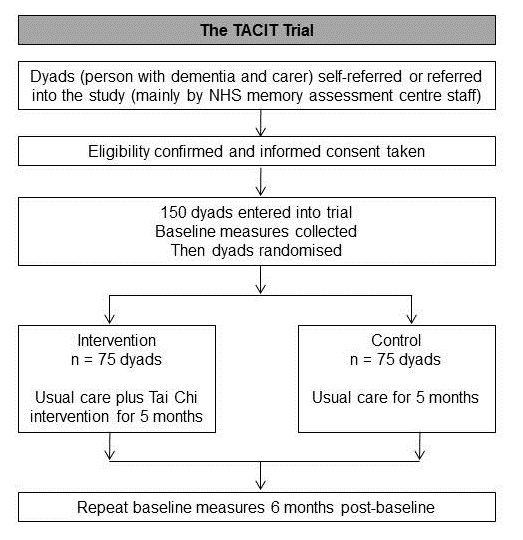 The TACIT Trial
Dyads (person with dementia and carer) self-referred or referred
into the study (mainly by NHS memory assessment centre staff)
Eligibility confirmed and informed consent taken
150 dyads entered into trial
Baseline measures collected
Then dyads randomised
Intervention
n = 75 dyads
Usual care plus Tai Chi
intervention for 5 months
Control
n = 75 dyads
Usual care for 5 months
Repeat baseline measures 6 months post-baseline